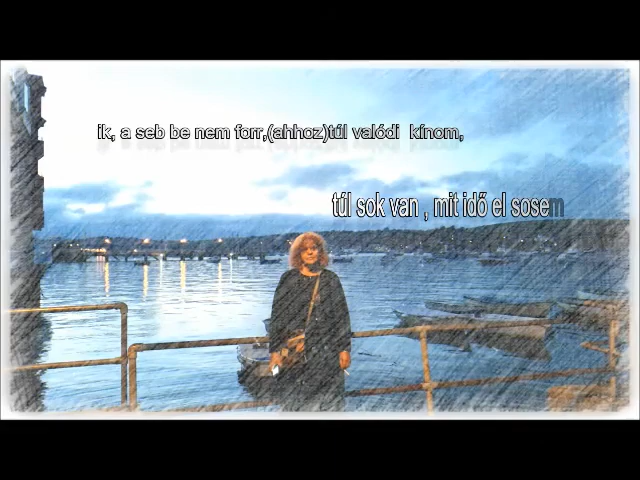 ik, a seb be nem forr,(ahhoz)túl valódi kínom,
túl sok van , mit idő el sosem